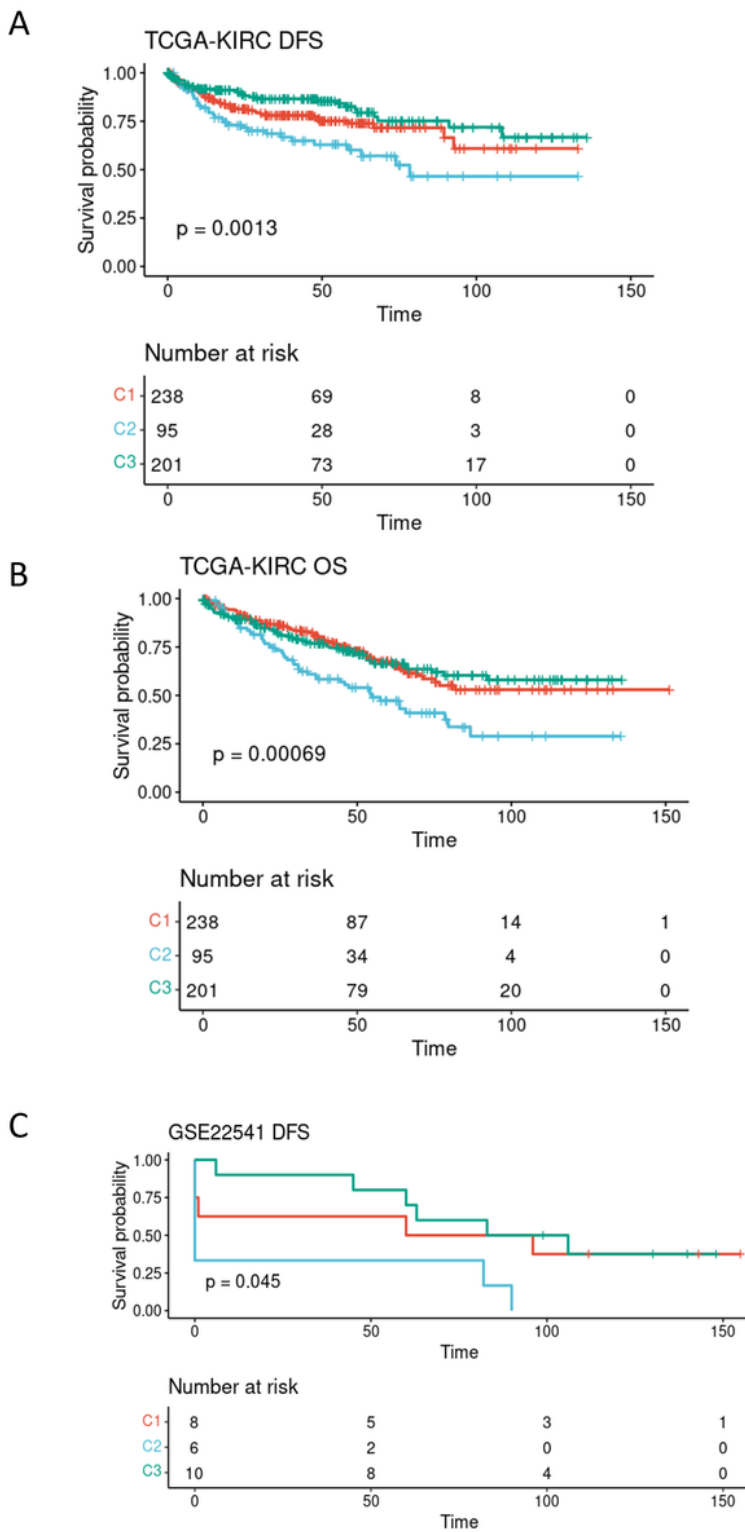 A
TCGA-KIRC DFS
Survival probability
1.00
0.75
0.50
0.25
0.00
p = 0.0013
0 50 100 150
Time
Number at risk
C1 238 69 8 0
C2 95 28 3 0
C3 201 73 17 0
0 50 100 150
Time
B
TCGA-KIRC OS
Survival probability
1.00
0.75
0.50
0.25
0.00
p = 0.00069
0 50 100 150
Time
Number at risk
C1 238 87 14 1
C2 95 34 4 0
C3 201 79 20 0
0 50 100 150
Time
C
GSE22541 DFS
Survival probability
1.00
0.75
0.50
0.25
0.00
p = 0.045
0 50 100 150
Time
Number at risk
C1 8 5 3 1
C2 6 2 0 0
C3 10 8 4 0
0 50 100 150
Time